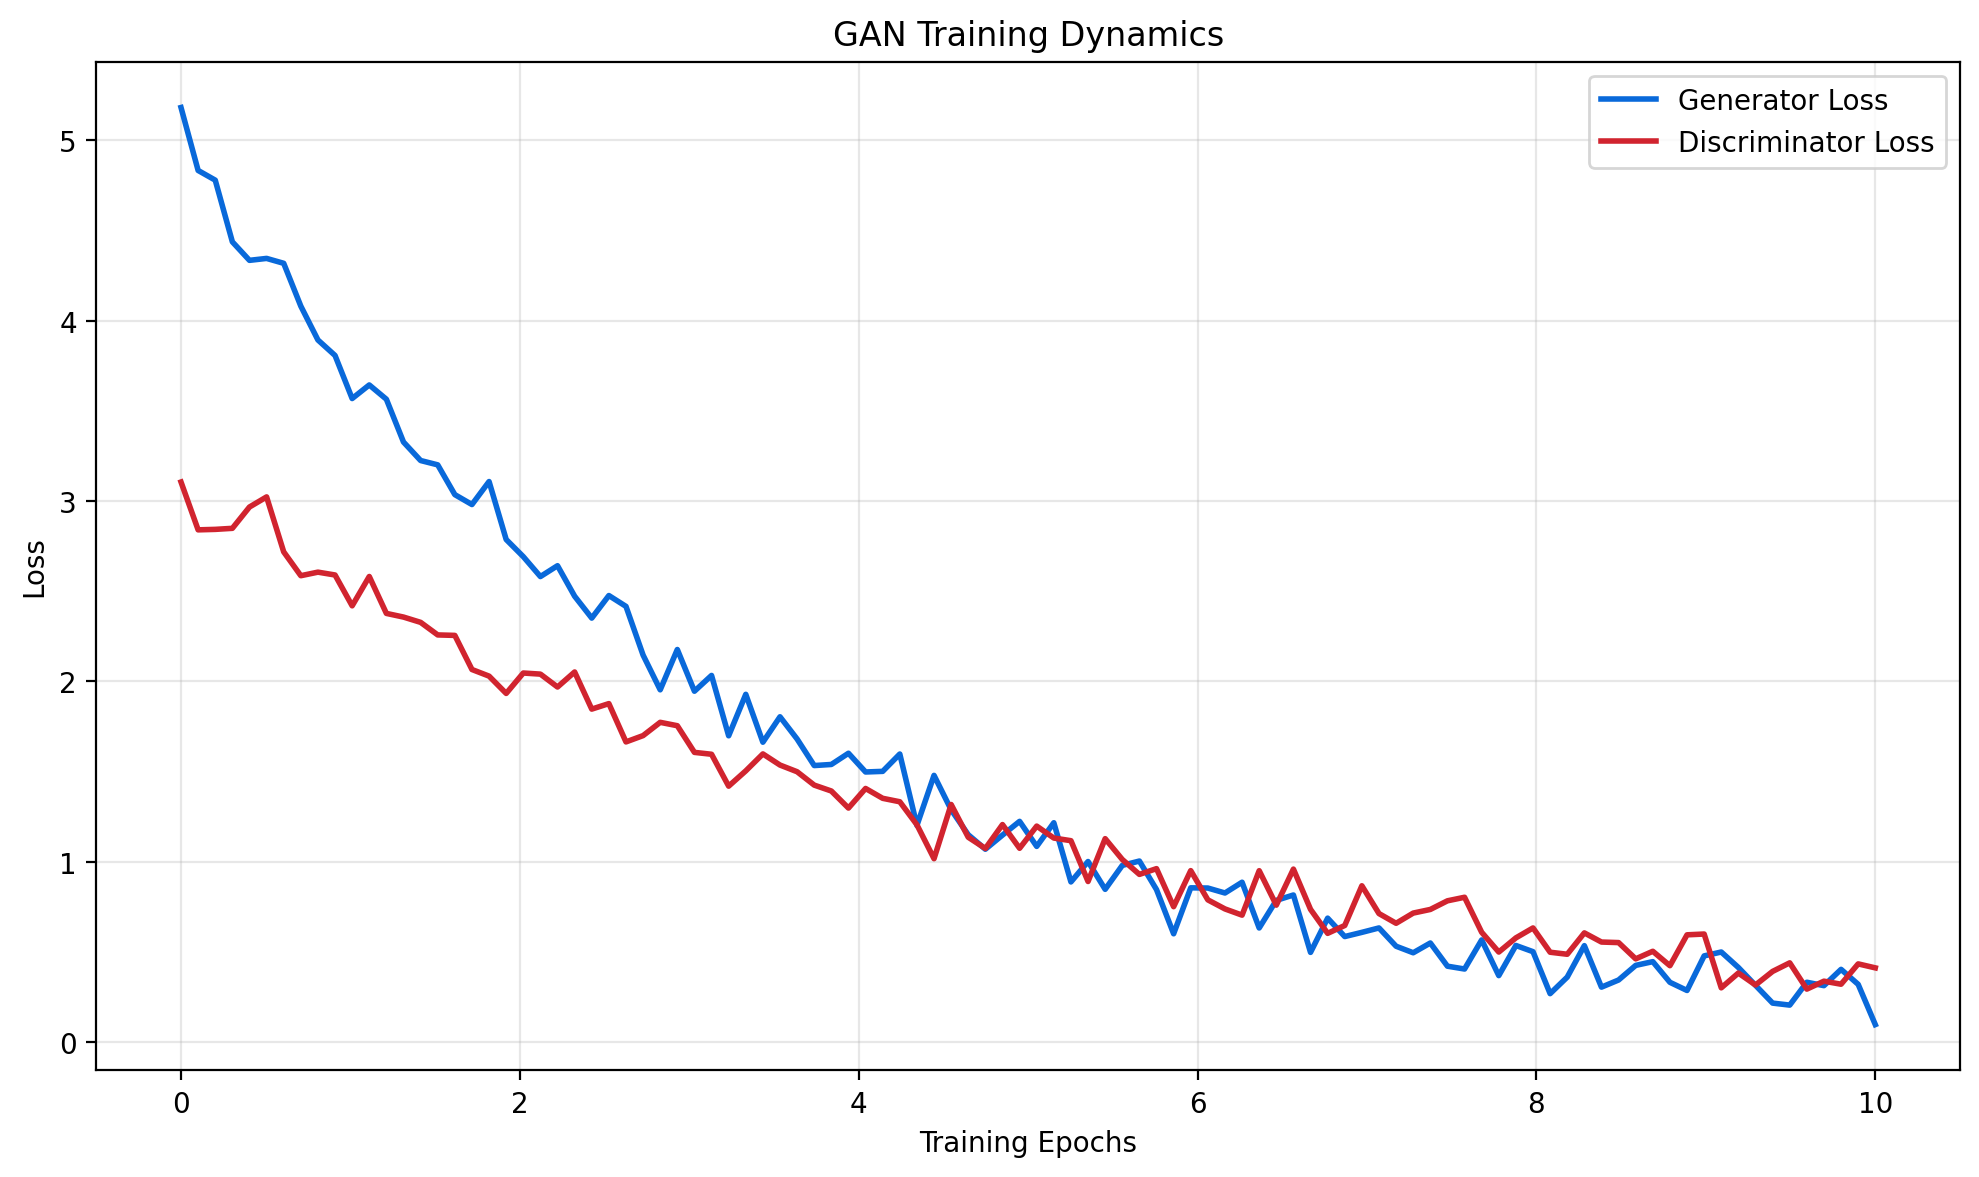 GAN Training Dynamics
Generator Loss
Discriminator Loss
5
4
3
2
1
0
Loss
0 2 4 6 8 10
Training Epochs